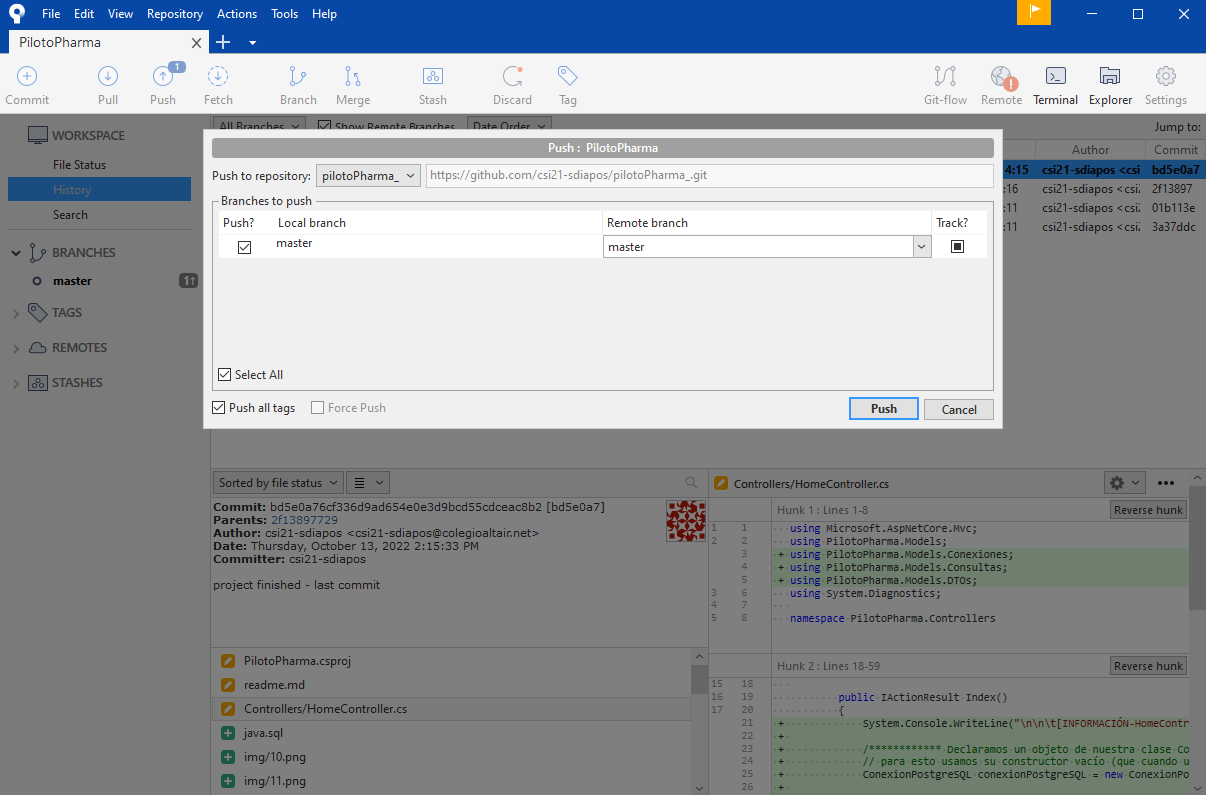 File Edit View Repository Actions Tools Help
PilotoPharma
1
Commit Pull Push Fetch Branch Merge Stash Discard Tag Git-flow Remote Terminal Explorer Settings
WORKSPACE
File Status
History
Search
BRANCHES
master 1↑
TAGS
REMOTES
STASHES
All Branches Show Remote Branches Date Order Jump to:
Author Commit
4:15 csi21-sdiapos <csi bd5e0a7
:16 csi21-sdiapos <csi2 2f13897
:11 csi21-sdiapos <csi2 01b113e
:11 csi21-sdiapos <csi2 3a37ddc
Push : PilotoPharma
Push to repository: pilotoPharma_ https://github.com/csi21-sdiapos/pilotoPharma_.git
Branches to push
Push? Local branch Remote branch Track?
master master
Select All
Push all tags Force Push Push Cancel
Sorted by file status
Commit: bd5e0a76cf336d9ad654e0e3d9bcd55cdceac8b2 [bd5e0a7]
Parents: 2f13897729
Author: csi21-sdiapos <csi21-sdiapos@colegioaltair.net>
Date: Thursday, October 13, 2022 2:15:33 PM
Committer: csi21-sdiapos
project finished - last commit
PilotoPharma.csproj
readme.md
Controllers/HomeController.cs
java.sql
img/10.png
img/11.png
Controllers/HomeController.cs
Hunk 1 : Lines 1-8 Reverse hunk
1 1 using Microsoft.AspNetCore.Mvc;
2 2 using PilotoPharma.Models;
3 + using PilotoPharma.Models.Conexiones;
4 + using PilotoPharma.Models.Consultas;
5 + using PilotoPharma.Models.DTOs;
3 6 using System.Diagnostics;
4 7
5 8 namespace PilotoPharma.Controllers
Hunk 2 : Lines 18-59 Reverse hunk
15 18
16 19 public IActionResult Index()
17 20 {
21 + System.Console.WriteLine("\n\n\t[INFORMACIÓN-HomeContr
22 +
23 + /************ Declaramos un objeto de nuestra clase Co
24 + // para esto usamos su constructor vacío (que cuando u
25 + ConexionPostgreSQL conexionPostgreSQL = new ConexionPo
26 +